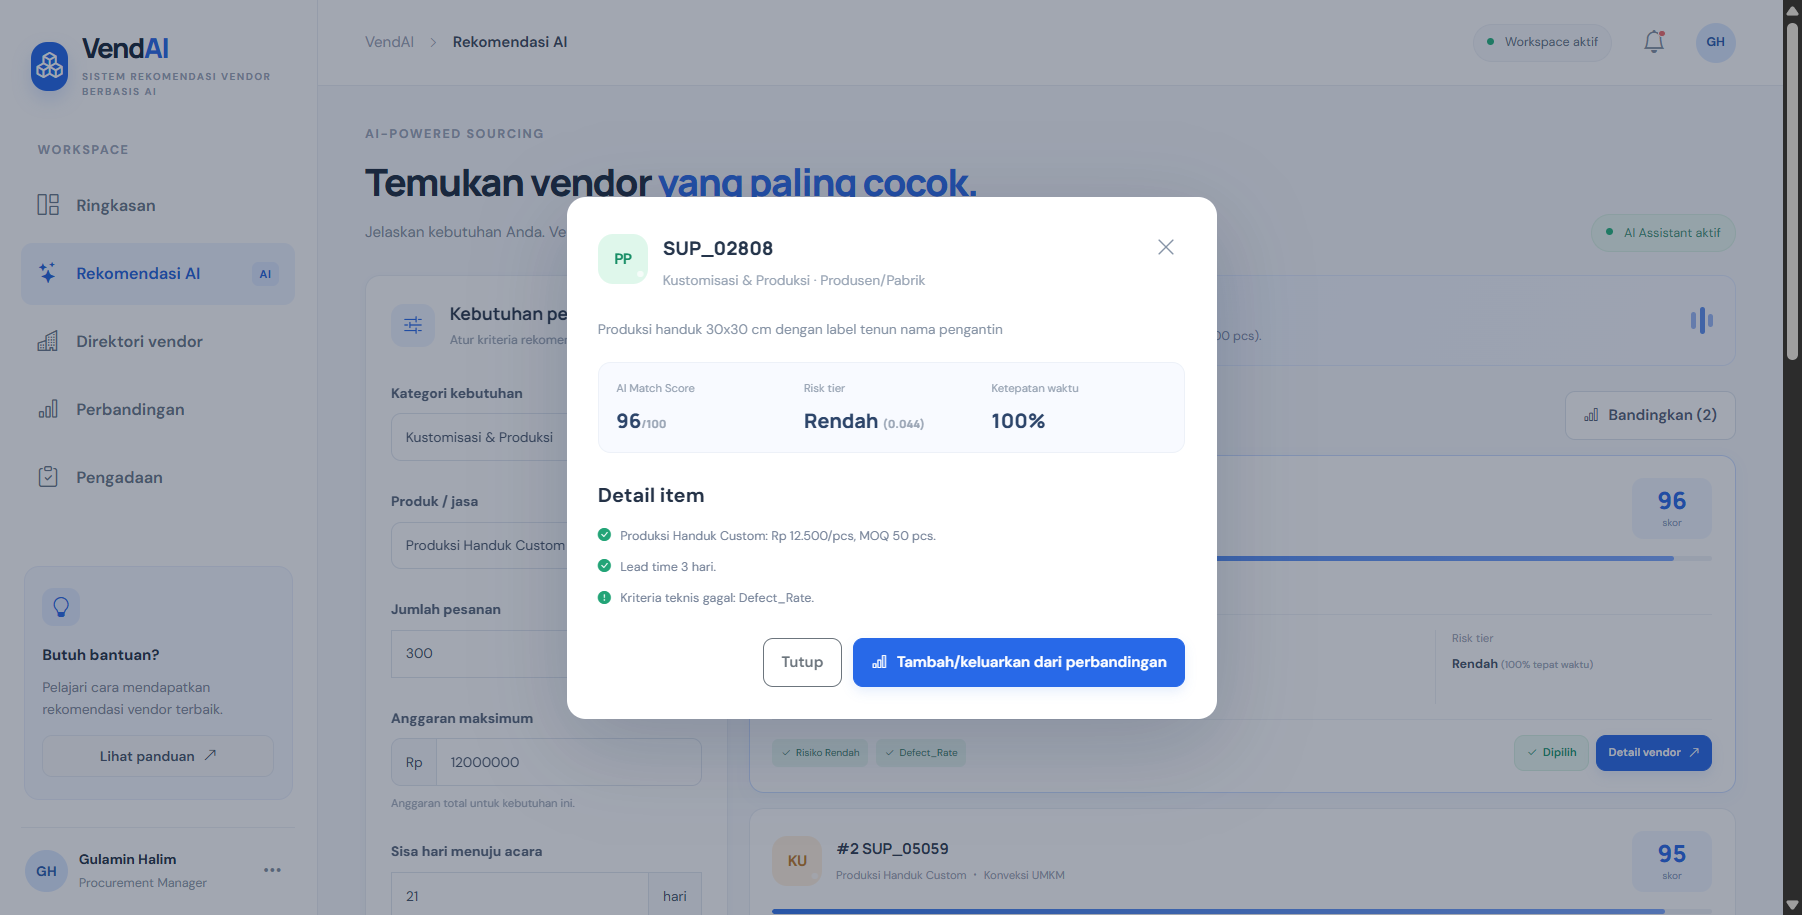 VendAI
SISTEM REKOMENDASI VENDOR
BERBASIS AI
WORKSPACE
Ringkasan
Rekomendasi AI
AI
Direktori vendor
Perbandingan
Pengadaan
Butuh bantuan?
Pelajari cara mendapatkan
rekomendasi vendor terbaik.
Lihat panduan
GH
Gulamin Halim
Procurement Manager
VendAI
Rekomendasi AI
Workspace aktif
GH
AI-POWERED SOURCING
Temukan vendor yang paling cocok.
Jelaskan kebutuhan Anda. Ve
AI Assistant aktif
Kebutuhan pe
Atur kriteria rekomen
Kategori kebutuhan
Kustomisasi & Produksi
Produk / jasa
Produksi Handuk Custom
Jumlah pesanan
300
Anggaran maksimum
Rp
12000000
Anggaran total untuk kebutuhan ini.
Sisa hari menuju acara
21
hari
PP
SUP_02808
Kustomisasi & Produksi · Produsen/Pabrik
Produksi handuk 30x30 cm dengan label tenun nama pengantin
AI Match Score
96/100
Risk tier
Rendah (0.044)
Ketepatan waktu
100%
Detail item
Produksi Handuk Custom: Rp 12.500/pcs, MOQ 50 pcs.
Lead time 3 hari.
Kriteria teknis gagal: Defect_Rate.
Tutup
Tambah/keluarkan dari perbandingan
00 pcs).
Bandingkan (2)
96
skor
Risk tier
Rendah (100% tepat waktu)
Risiko Rendah
Defect_Rate
Dipilih
Detail vendor
KU
#2 SUP_05059
Produksi Handuk Custom • Konveksi UMKM
95
skor